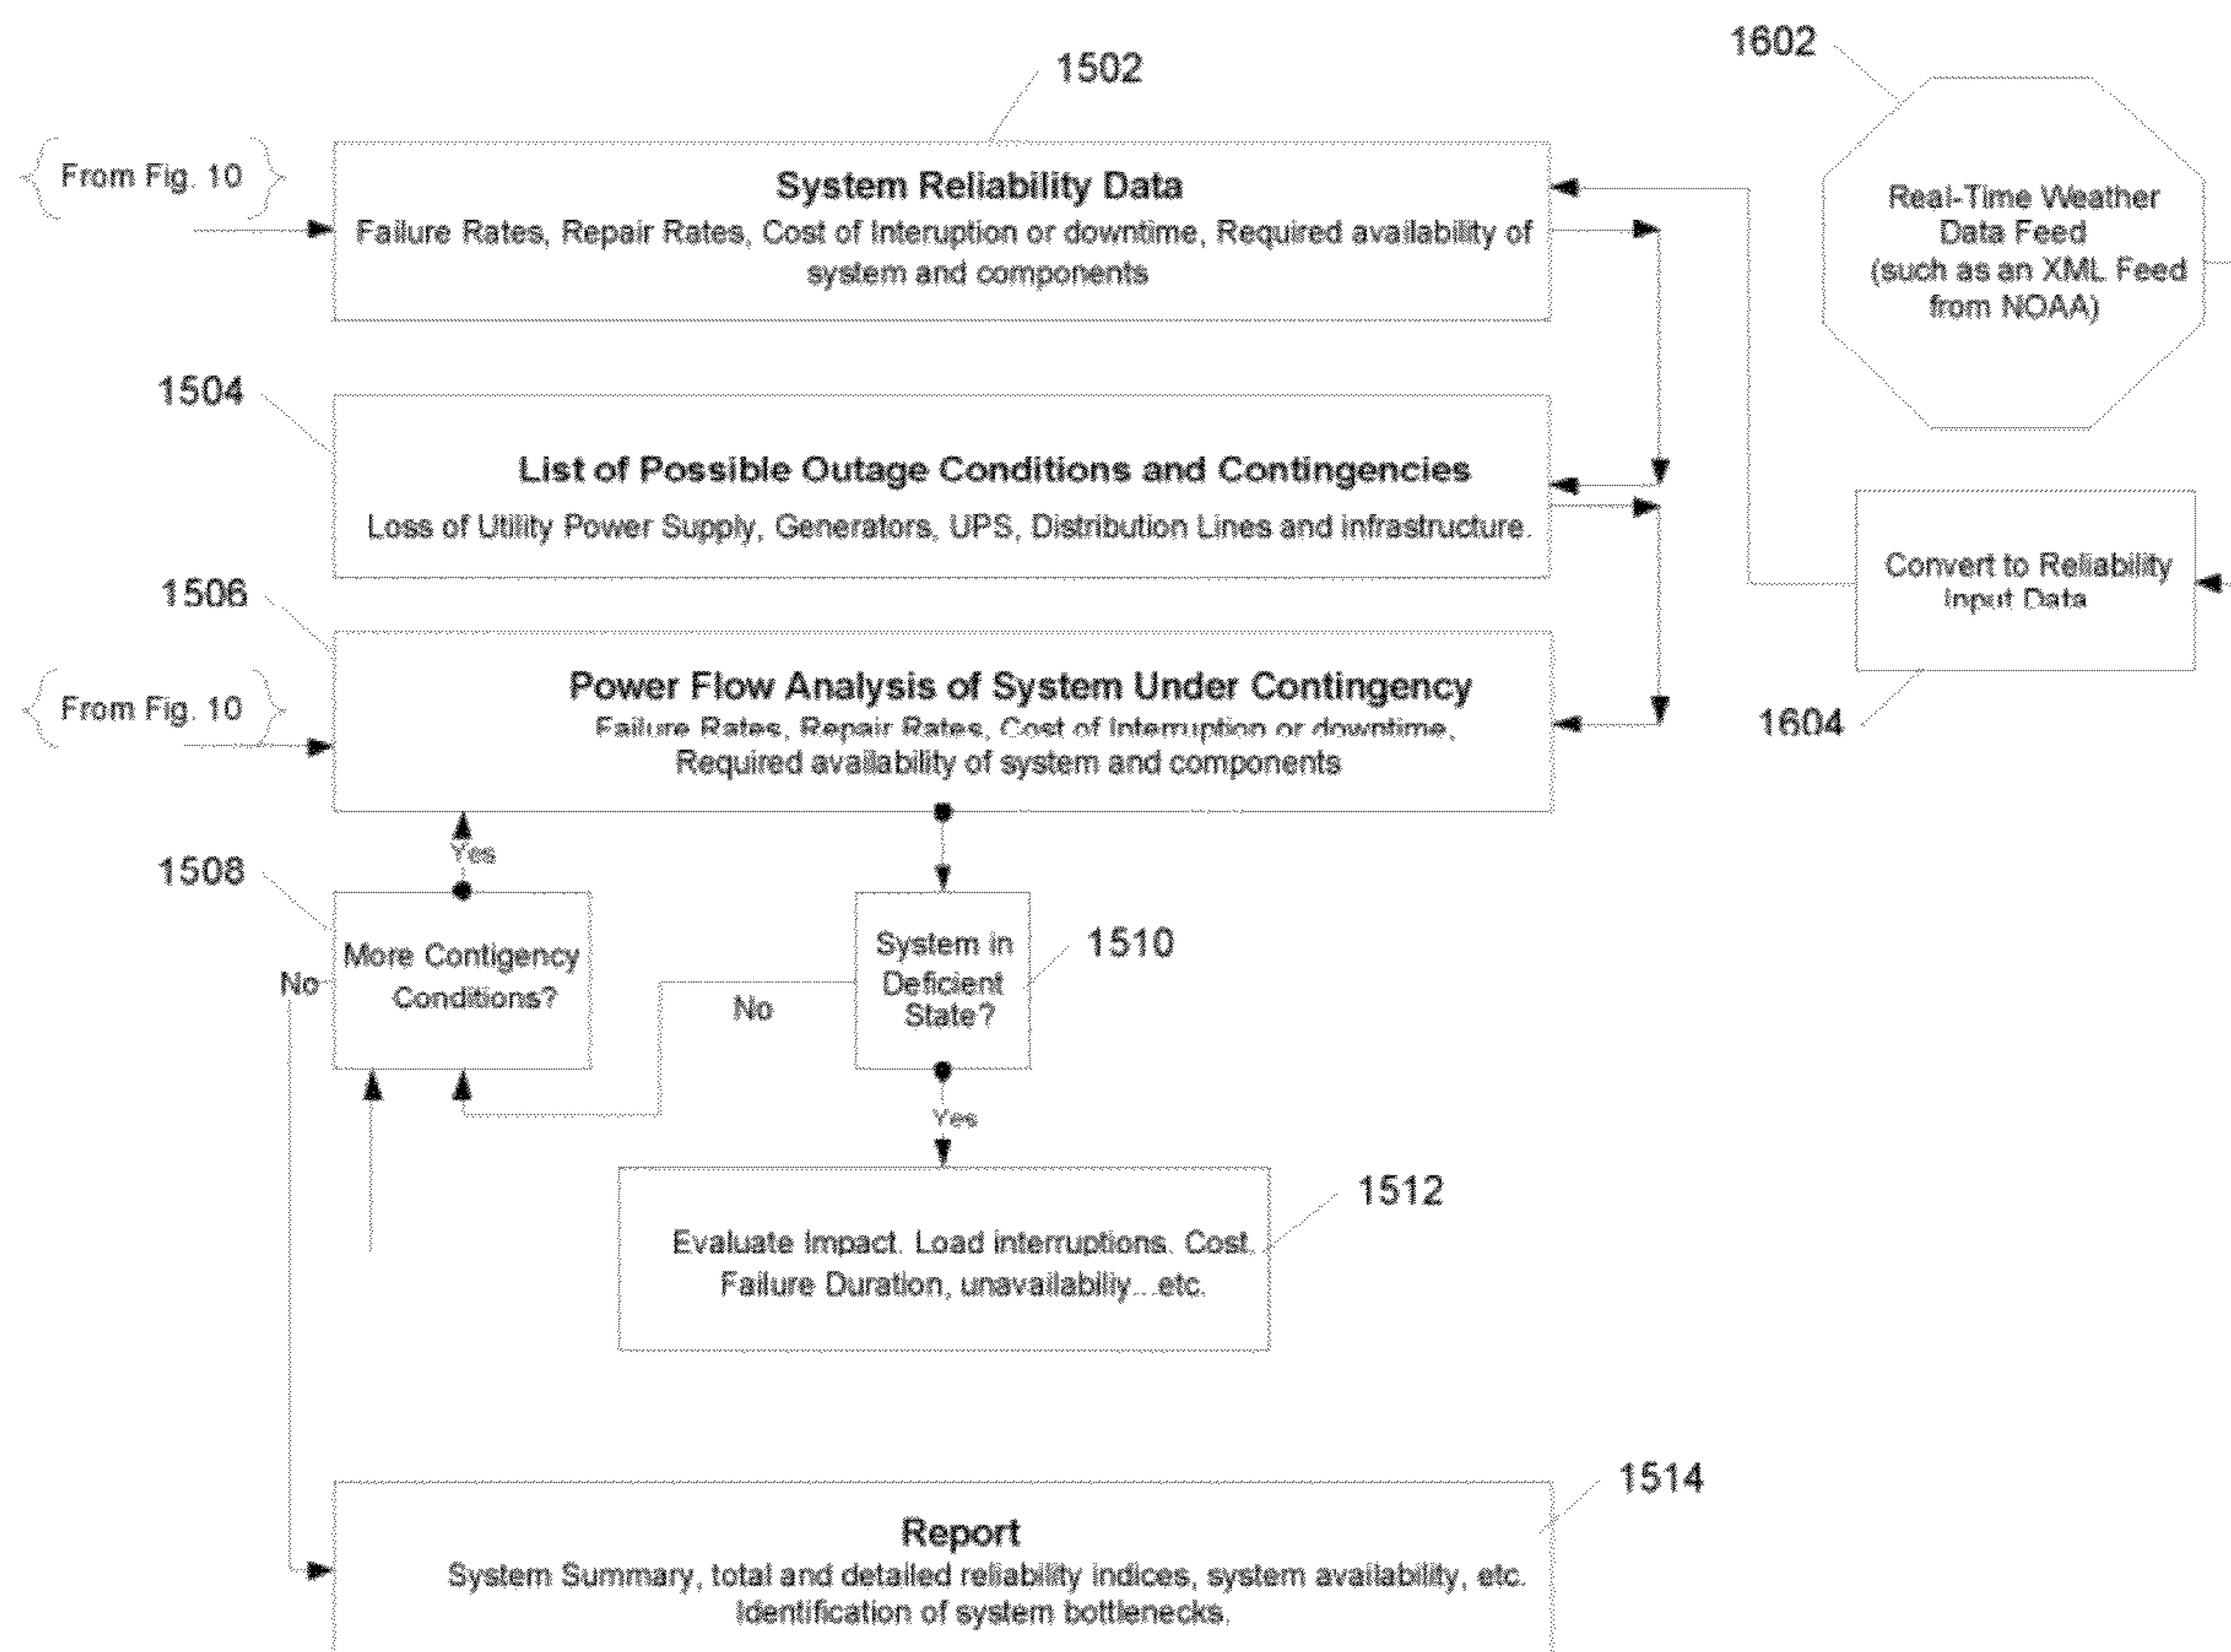 1602
1502
From Fig. 10
System Reliability Data
Failure Rates, Repair Rates, Cost of Interuption or downtime, Required availability of
system and components
Real-Time Weather
Data Feed
(such as an XML Feed
from NOAA)
1504
List of Possible Outage Conditions and Contingencies
Loss of Utility Power Supply, Generators, UPS, Distribution Lines and infrastructure.
Convert to Reliability
Input Data
1604
1506
From Fig. 10
Power Flow Analysis of System Under Contingency
Failure Rates, Repair Rates, Cost of Interruption or downtime,
Required availability of system and components
Yes
1508
More Contigency
Conditions?
No
System in
Deficient
State?
1510
No
Yes
1512
Evaluate Impact. Load interruptions. Cost.
Failure Duration, unavailabiliy...etc.
1514
Report
System Summary, total and detailed reliability indices, system availability, etc.
Identification of system bottlenecks.